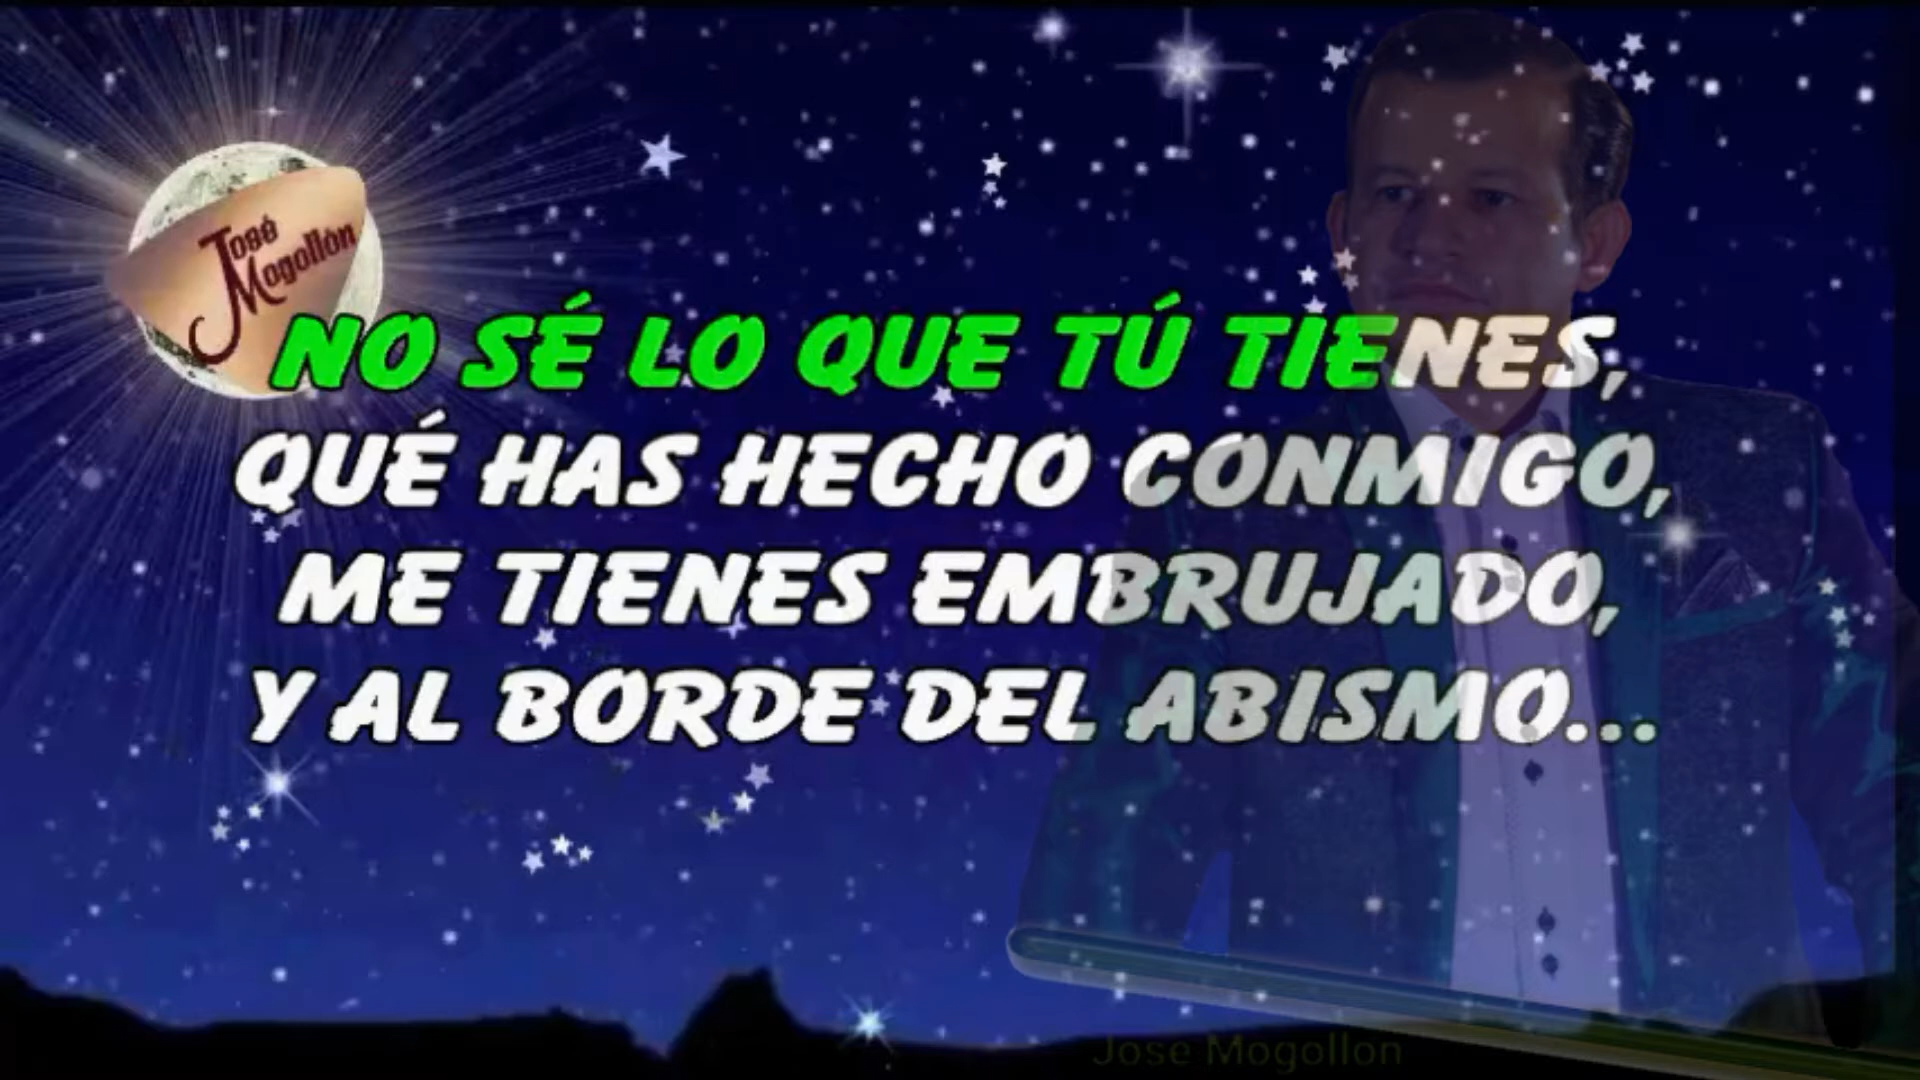 José
Mogollón
NO SÉ LO QUE TÚ TIENES,
QUÉ HAS HECHO CONMIGO,
ME TIENES EMBRUJADO,
Y AL BORDE DEL ABISMO...
Jose Mogollon